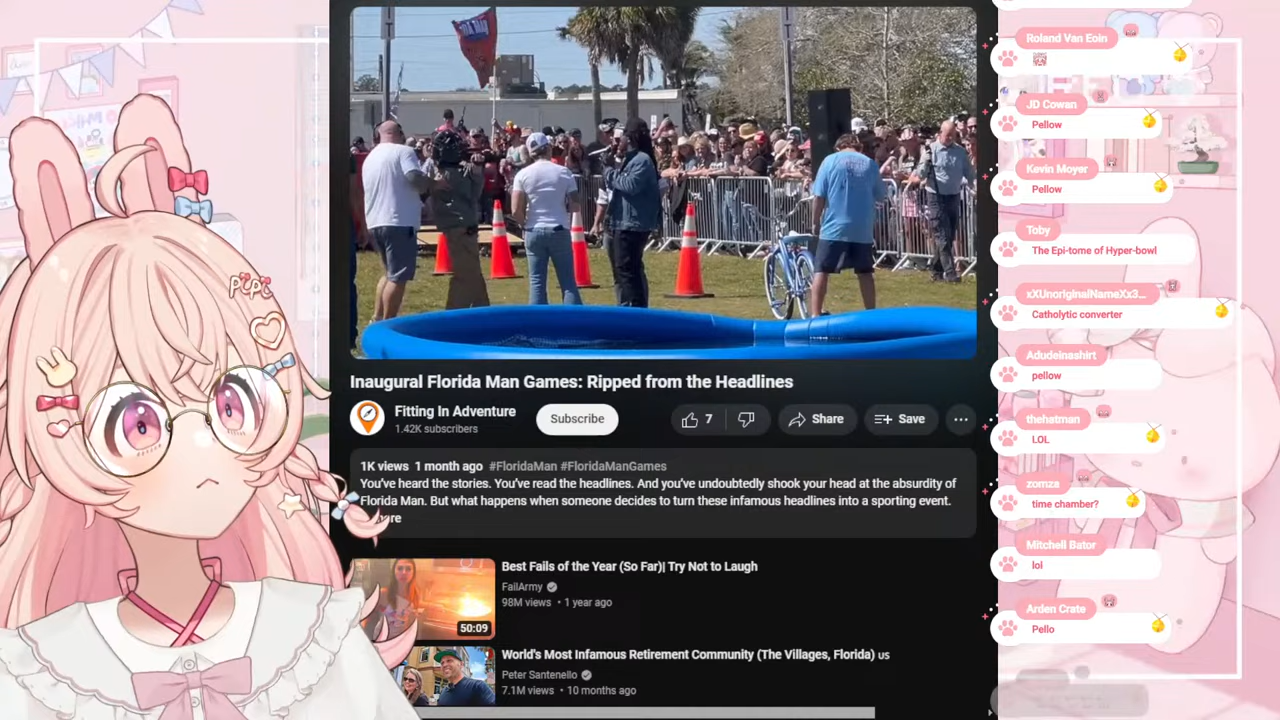 pipi
Inaugural Florida Man Games: Ripped from the Headlines
Fitting In Adventure
1.42K subscribers
Subscribe
7
Share
Save
1K views 1 month ago #FloridaMan #FloridaManGames
You've heard the stories. You've read the headlines. And you've undoubtedly shook your head at the absurdity of
Florida Man. But what happens when someone decides to turn these infamous headlines into a sporting event.
Best Fails of the Year (So Far)| Try Not to Laugh
FailArmy
98M views • 1 year ago
50:09
World's Most Infamous Retirement Community (The Villages, Florida) us
Peter Santenello
7.1M views • 10 months ago
Roland Van Eoin
JD Cowan
Pellow
Kevin Moyer
Pellow
Toby
The Epi-tome of Hyper-bowl
xXUnoriginalNameXx3...
Catholytic converter
Adudeinashirt
pellow
thehatman
LOL
zomza
time chamber?
Mitchell Bator
lol
Arden Crate
Pello